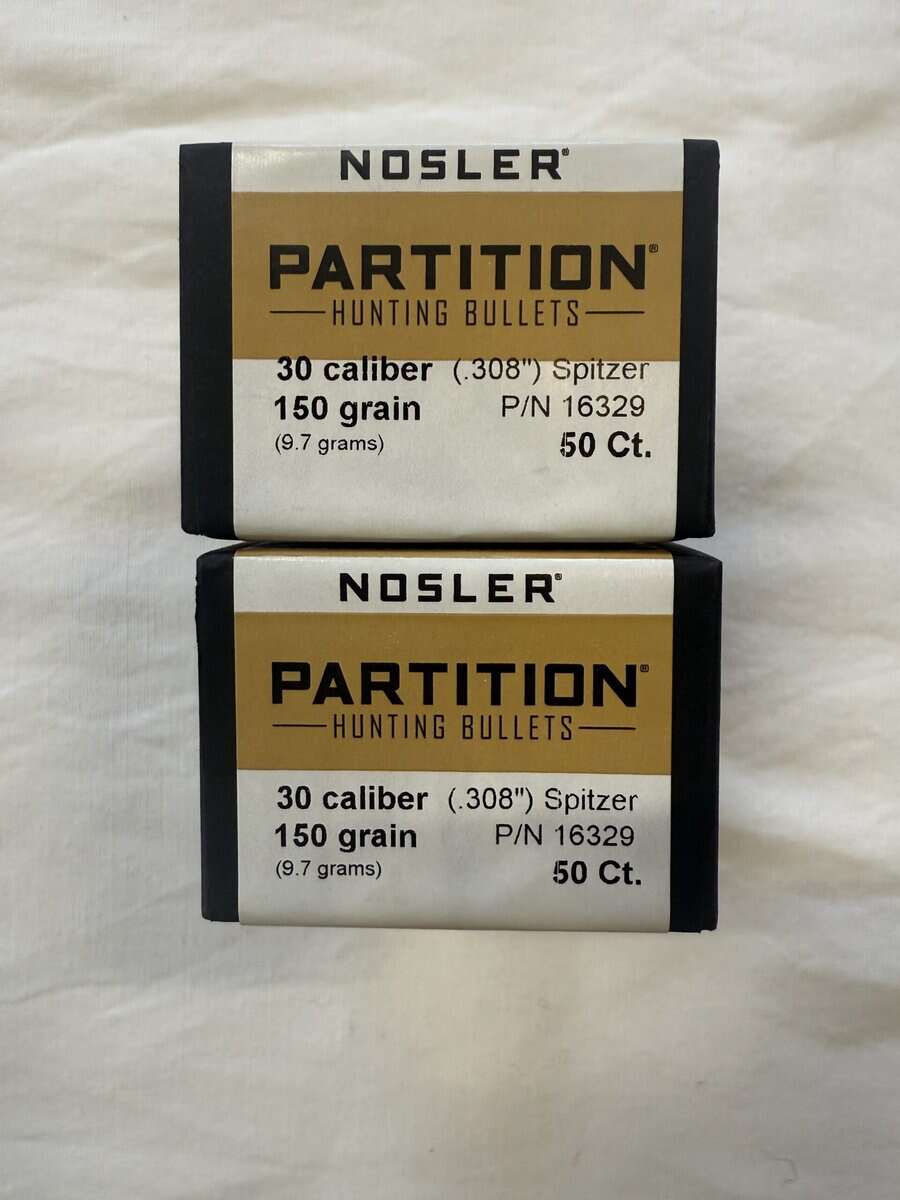 NOSLER®
PARTITION®
HUNTING BULLETS
30 caliber (.308") Spitzer
150 grain P/N 16329
(9.7 grams) 50 Ct.
NOSLER®
PARTITION®
HUNTING BULLETS
30 caliber (.308") Spitzer
150 grain P/N 16329
(9.7 grams) 50 Ct.